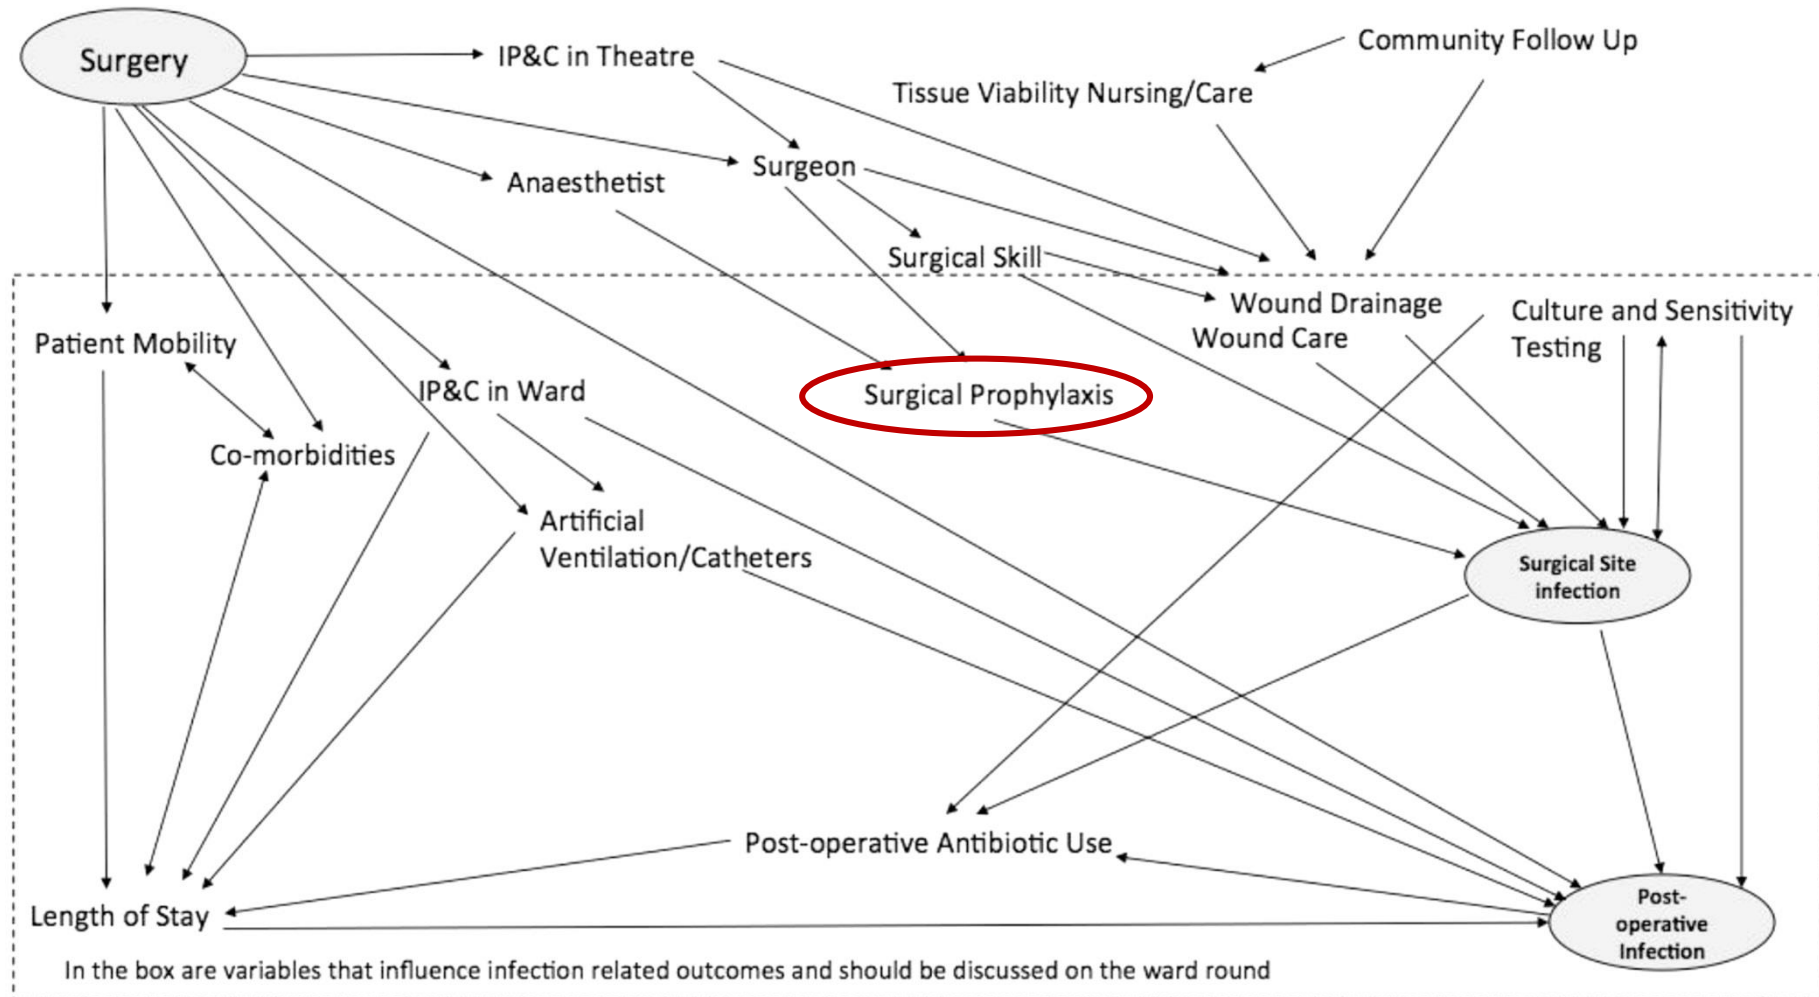 Surgery
IP&C in Theatre
Community Follow Up
Tissue Viability Nursing/Care
Surgeon
Anaesthetist
Surgical Skill
Wound Drainage
Wound Care
Culture and Sensitivity
Testing
Patient Mobility
IP&C in Ward
Surgical Prophylaxis
Co-morbidities
Artificial
Ventilation/Catheters
Surgical Site
infection
Post-operative Antibiotic Use
Length of Stay
Post-
operative
Infection
In the box are variables that influence infection related outcomes and should be discussed on the ward round